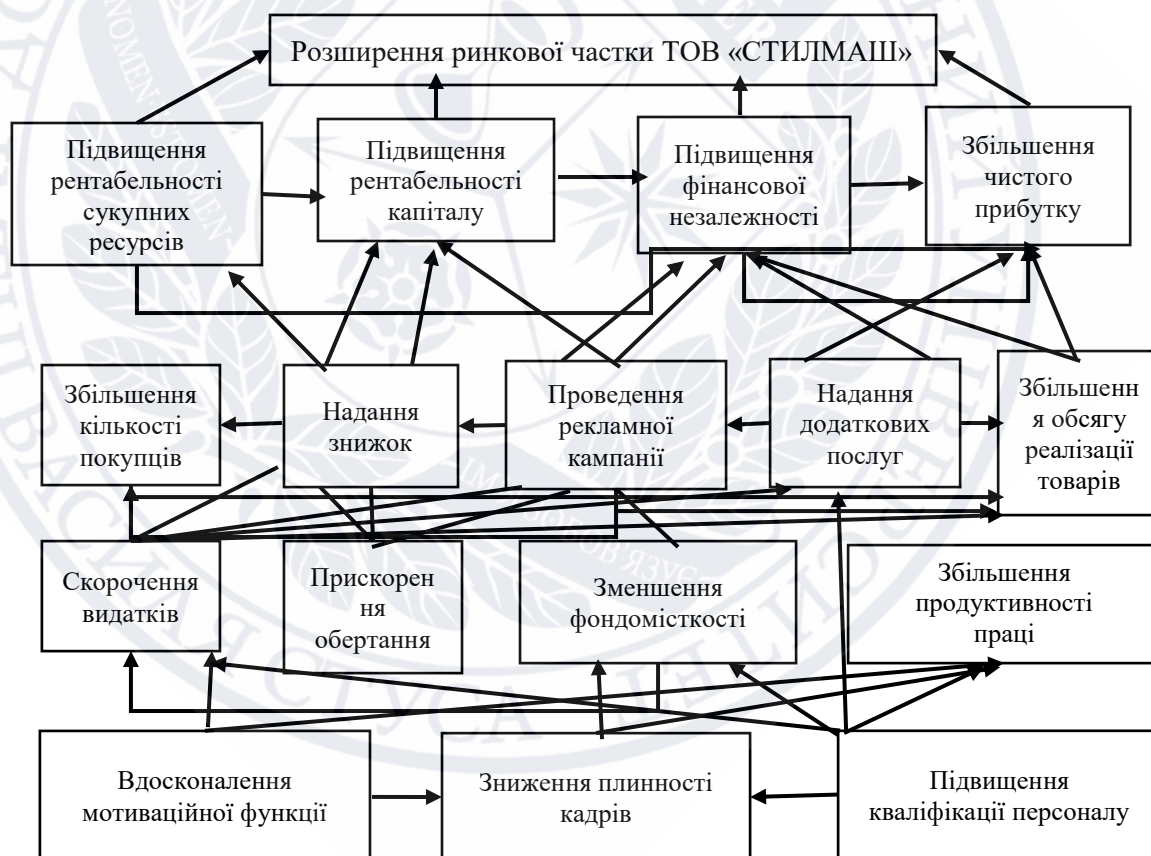 Розширення ринкової частки ТОВ «СТИЛМАШ»
Підвищення
рентабельності
сукупних
ресурсів
Підвищення
рентабельності
капіталу
Підвищення
фінансової
незалежності
Збільшення
чистого
прибутку
Збільшення
кількості
покупців
Надання
знижок
Проведення
рекламної
кампанії
Надання
додаткових
послуг
Збільшенн
я обсягу
реалізації
товарів
Скорочення
видатків
Прискорен
ня
обертання
Зменшення
фондомісткості
Збільшення
продуктивності
праці
Вдосконалення
мотиваційної функції
Зниження плинності
кадрів
Підвищення
кваліфікації персоналу